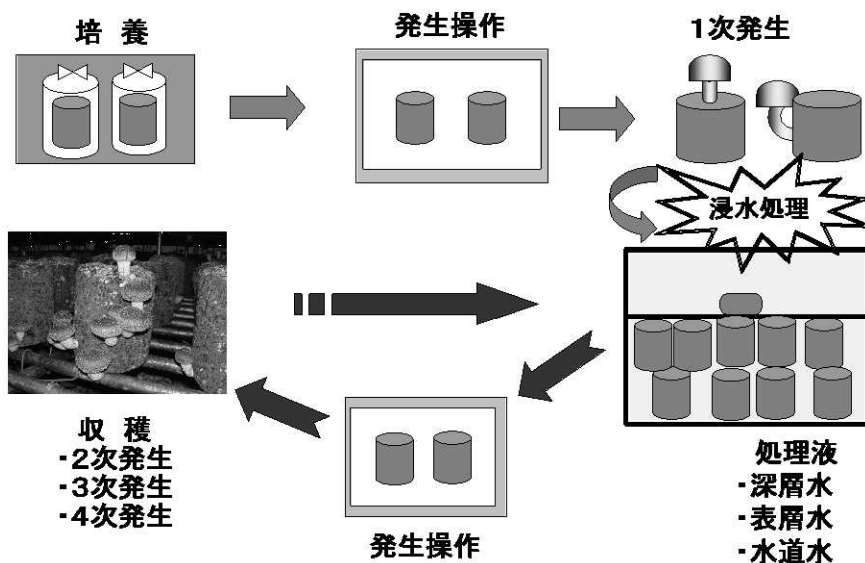 培 養
発生操作
1次発生
浸水処理
収 穫
・2次発生
・3次発生
・4次発生
発生操作
処理液
・深層水
・表層水
・水道水